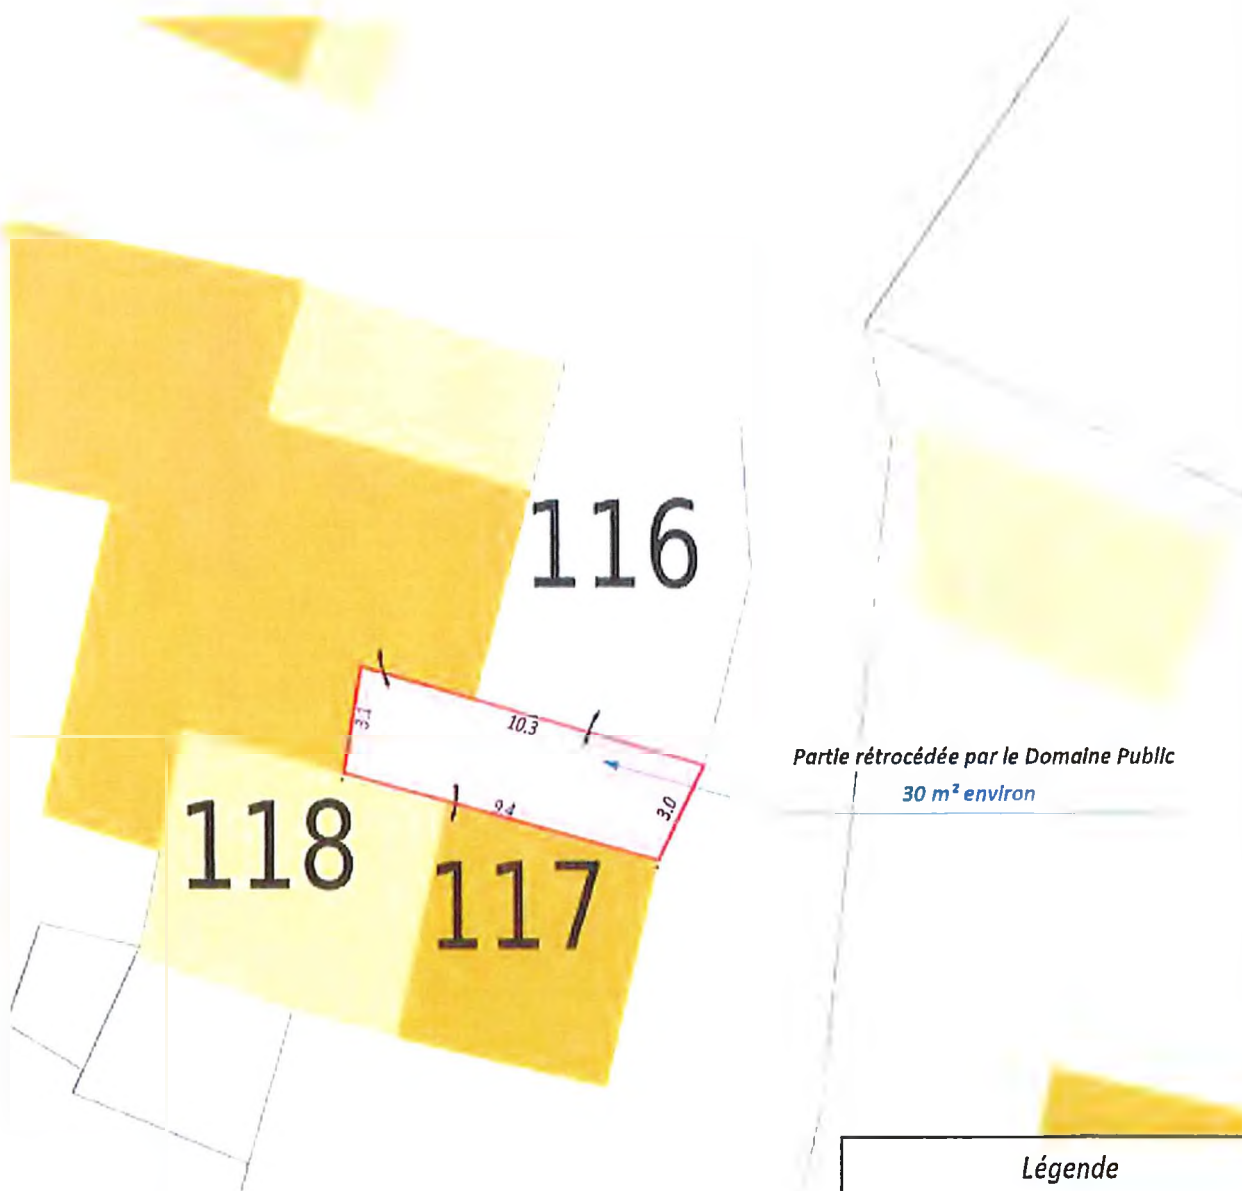 116
3.1
10.3
Partie rétrocédée par le Domaine Public
30 m² environ
9.4
3.0
118
117
Légende